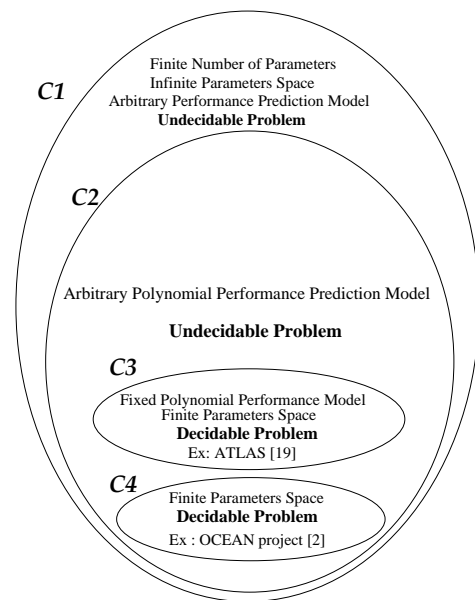 C1
Finite Number of Parameters
Infinite Parameters Space
Arbitrary Performance Prediction Model
Undecidable Problem
C2
Arbitrary Polynomial Performance Prediction Model
Undecidable Problem
C3
Fixed Polynomial Performance Model
Finite Parameters Space
Decidable Problem
Ex: ATLAS [19]
C4
Finite Parameters Space
Decidable Problem
Ex : OCEAN project [2]